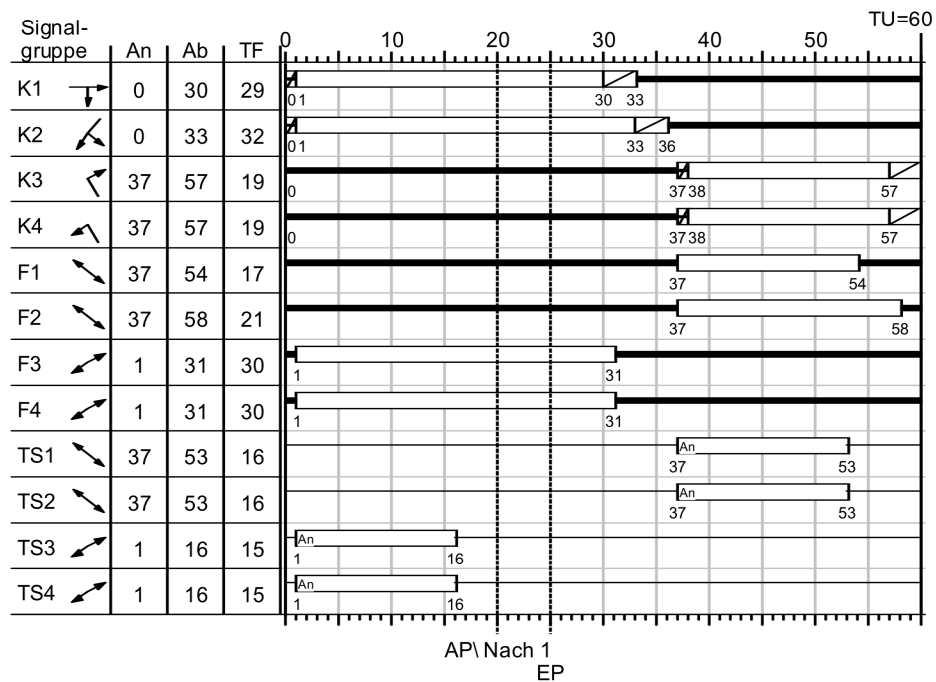 TU=60
Signal-
gruppe An Ab TF 0 10 20 30 40 50
K1 0 30 29
0 1 30 33
K2 0 33 32
0 1 33 36
K3 37 57 19
0 37 38 57
K4 37 57 19
0 37 38 57
F1 37 54 17
37 54
F2 37 58 21
37 58
F3 1 31 30
1 31
F4 1 31 30
1 31
TS1 37 53 16 An
37 53
TS2 37 53 16 An
37 53
TS3 1 16 15 An
1 16
TS4 1 16 15 An
1 16
AP\ Nach 1
EP